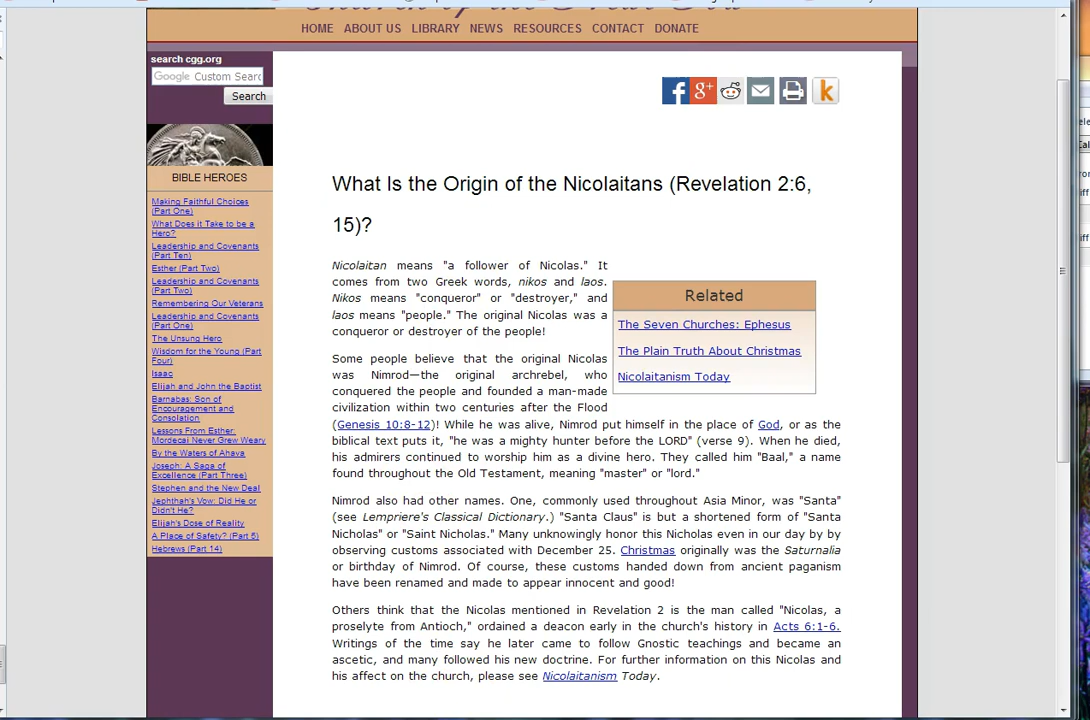 HOME ABOUT US LIBRARY NEWS RESOURCES CONTACT DONATE
search cgg.org
Google Custom Searc
Search
BIBLE HEROES
Making Faithful Choices
(Part One)
What Does it Take to be a
Hero?
Leadership and Covenants
(Part Ten)
Esther (Part Two)
Leadership and Covenants
(Part Two)
Remembering Our Veterans
Leadership and Covenants
(Part One)
The Unsung Hero
Wisdom for the Young (Part
Four)
Isaac
Elijah and John the Baptist
Barnabas: Son of
Encouragement and
Consolation
Lessons From Esther:
Mordecai Never Grew Weary
By the Waters of Ahava
Joseph: A Saga of
Excellence (Part Three)
Stephen and the New Deal
Jephthah's Vow: Did He or
Didn't He?
Elijah's Dose of Reality
A Place of Safety? (Part 5)
Hebrews (Part 14)
What Is the Origin of the Nicolaitans (Revelation 2:6,
15)?
Nicolaitan means "a follower of Nicolas." It
comes from two Greek words, nikos and laos.
Nikos means "conqueror" or "destroyer," and
laos means "people." The original Nicolas was a
conqueror or destroyer of the people!
Related
The Seven Churches: Ephesus
The Plain Truth About Christmas
Nicolaitanism Today
Some people believe that the original Nicolas
was Nimrod—the original archrebel, who
conquered the people and founded a man-made
civilization within two centuries after the Flood
(Genesis 10:8-12)! While he was alive, Nimrod put himself in the place of God, or as the
biblical text puts it, "he was a mighty hunter before the LORD" (verse 9). When he died,
his admirers continued to worship him as a divine hero. They called him "Baal," a name
found throughout the Old Testament, meaning "master" or "lord."
Nimrod also had other names. One, commonly used throughout Asia Minor, was "Santa"
(see Lempriere's Classical Dictionary.) "Santa Claus" is but a shortened form of "Santa
Nicholas" or "Saint Nicholas." Many unknowingly honor this Nicholas even in our day by by
observing customs associated with December 25. Christmas originally was the Saturnalia
or birthday of Nimrod. Of course, these customs handed down from ancient paganism
have been renamed and made to appear innocent and good!
Others think that the Nicolas mentioned in Revelation 2 is the man called "Nicolas, a
proselyte from Antioch," ordained a deacon early in the church's history in Acts 6:1-6.
Writings of the time say he later came to follow Gnostic teachings and became an
ascetic, and many followed his new doctrine. For further information on this Nicolas and
his affect on the church, please see Nicolaitanism Today.